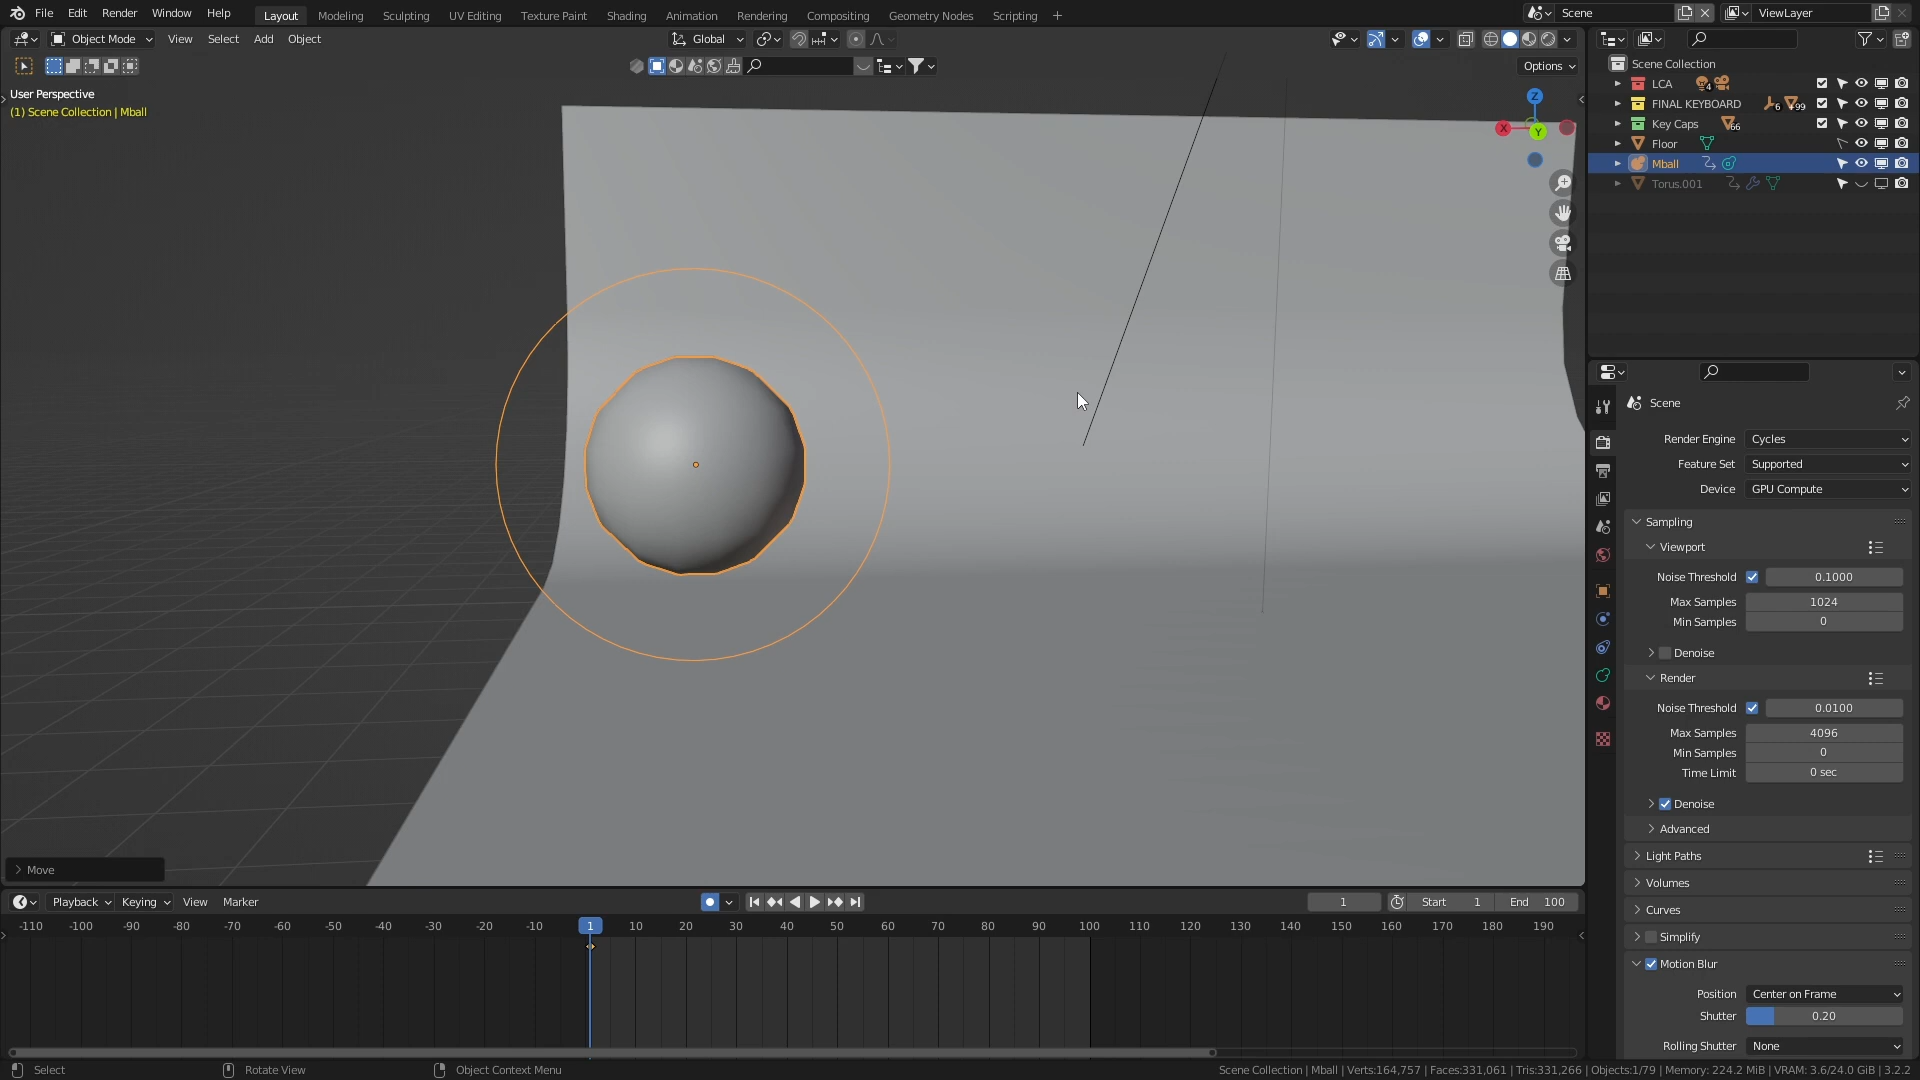 File Edit Render Window Help Layout Modeling Sculpting UV Editing Texture Paint Shading Animation Rendering Compositing Geometry Nodes Scripting + Scene ViewLayer
Object Mode View Select Add Object Global
Options
User Perspective
(1) Scene Collection | Mball
Z
X
Y
Move
Scene Collection
LCA 4
FINAL KEYBOARD 6 +99
Key Caps 66
Floor
Mball
Torus.001
Scene
Render Engine Cycles
Feature Set Supported
Device GPU Compute
Sampling
Viewport
Noise Threshold 0.1000
Max Samples 1024
Min Samples 0
Denoise
Render
Noise Threshold 0.0100
Max Samples 4096
Min Samples 0
Time Limit 0 sec
Denoise
Advanced
Light Paths
Volumes
Curves
Simplify
Motion Blur
Position Center on Frame
Shutter 0.20
Rolling Shutter None
Playback Keying View Marker 1 Start 1 End 100
-110 -100 -90 -80 -70 -60 -50 -40 -30 -20 -10 1 10 20 30 40 50 60 70 80 90 100 110 120 130 140 150 160 170 180 190
Select Rotate View Object Context Menu Scene Collection | Mball | Verts:164,757 | Faces:331,061 | Tris:331,266 | Objects:1/79 | Memory: 224.2 MiB | VRAM: 3.6/24.0 GiB | 3.2.2